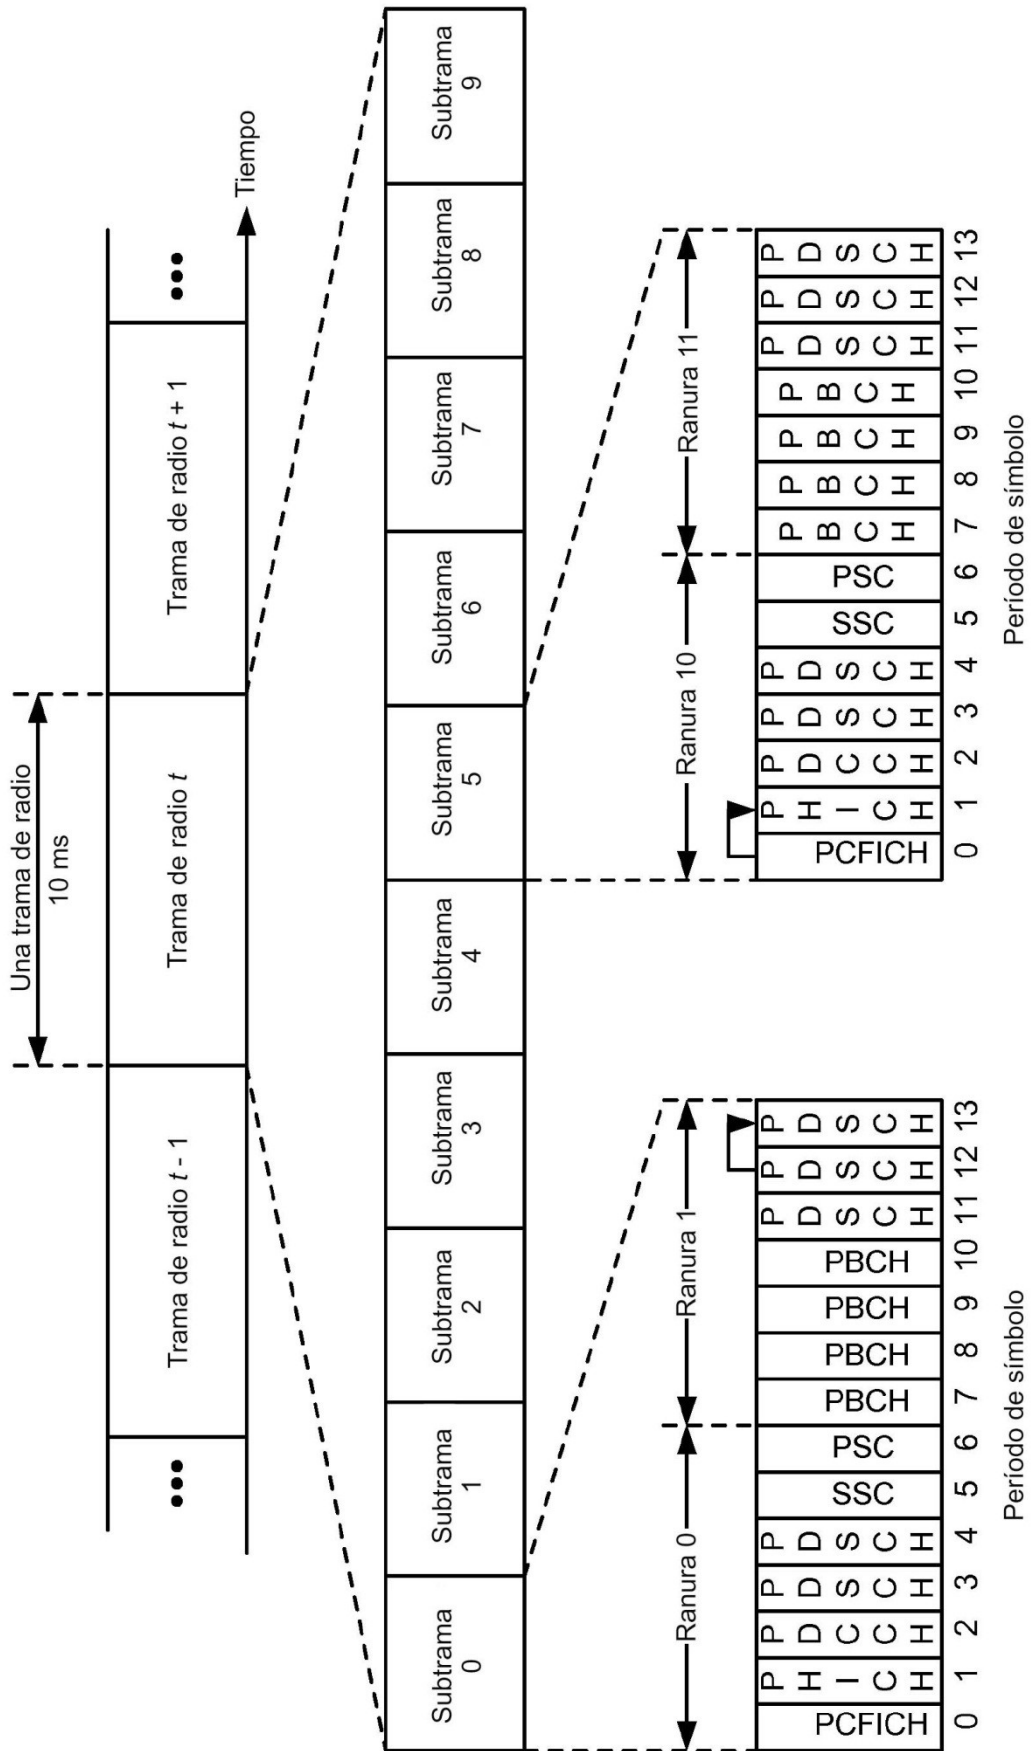 Una trama de radio
10 ms
Trama de radio t - 1
Trama de radio t
Trama de radio t + 1
Tiempo
Subtrama
0
Subtrama
1
Subtrama
2
Subtrama
3
Subtrama
4
Subtrama
5
Subtrama
6
Subtrama
7
Subtrama
8
Subtrama
9
Ranura 0
Ranura 1
PCFICH
PHICH
PDCCH
PDSCH
PDSCH
SSC
PSC
PBCH
PBCH
PBCH
PBCH
PDSCH
PDSCH
PDSCH
0 1 2 3 4 5 6 7 8 9 10 11 12 13
Período de símbolo
Ranura 10
Ranura 11
PCFICH
PHICH
PDCCH
PDSCH
PDSCH
SSC
PSC
PBCH
PBCH
PBCH
PBCH
PDSCH
PDSCH
PDSCH
0 1 2 3 4 5 6 7 8 9 10 11 12 13
Período de símbolo